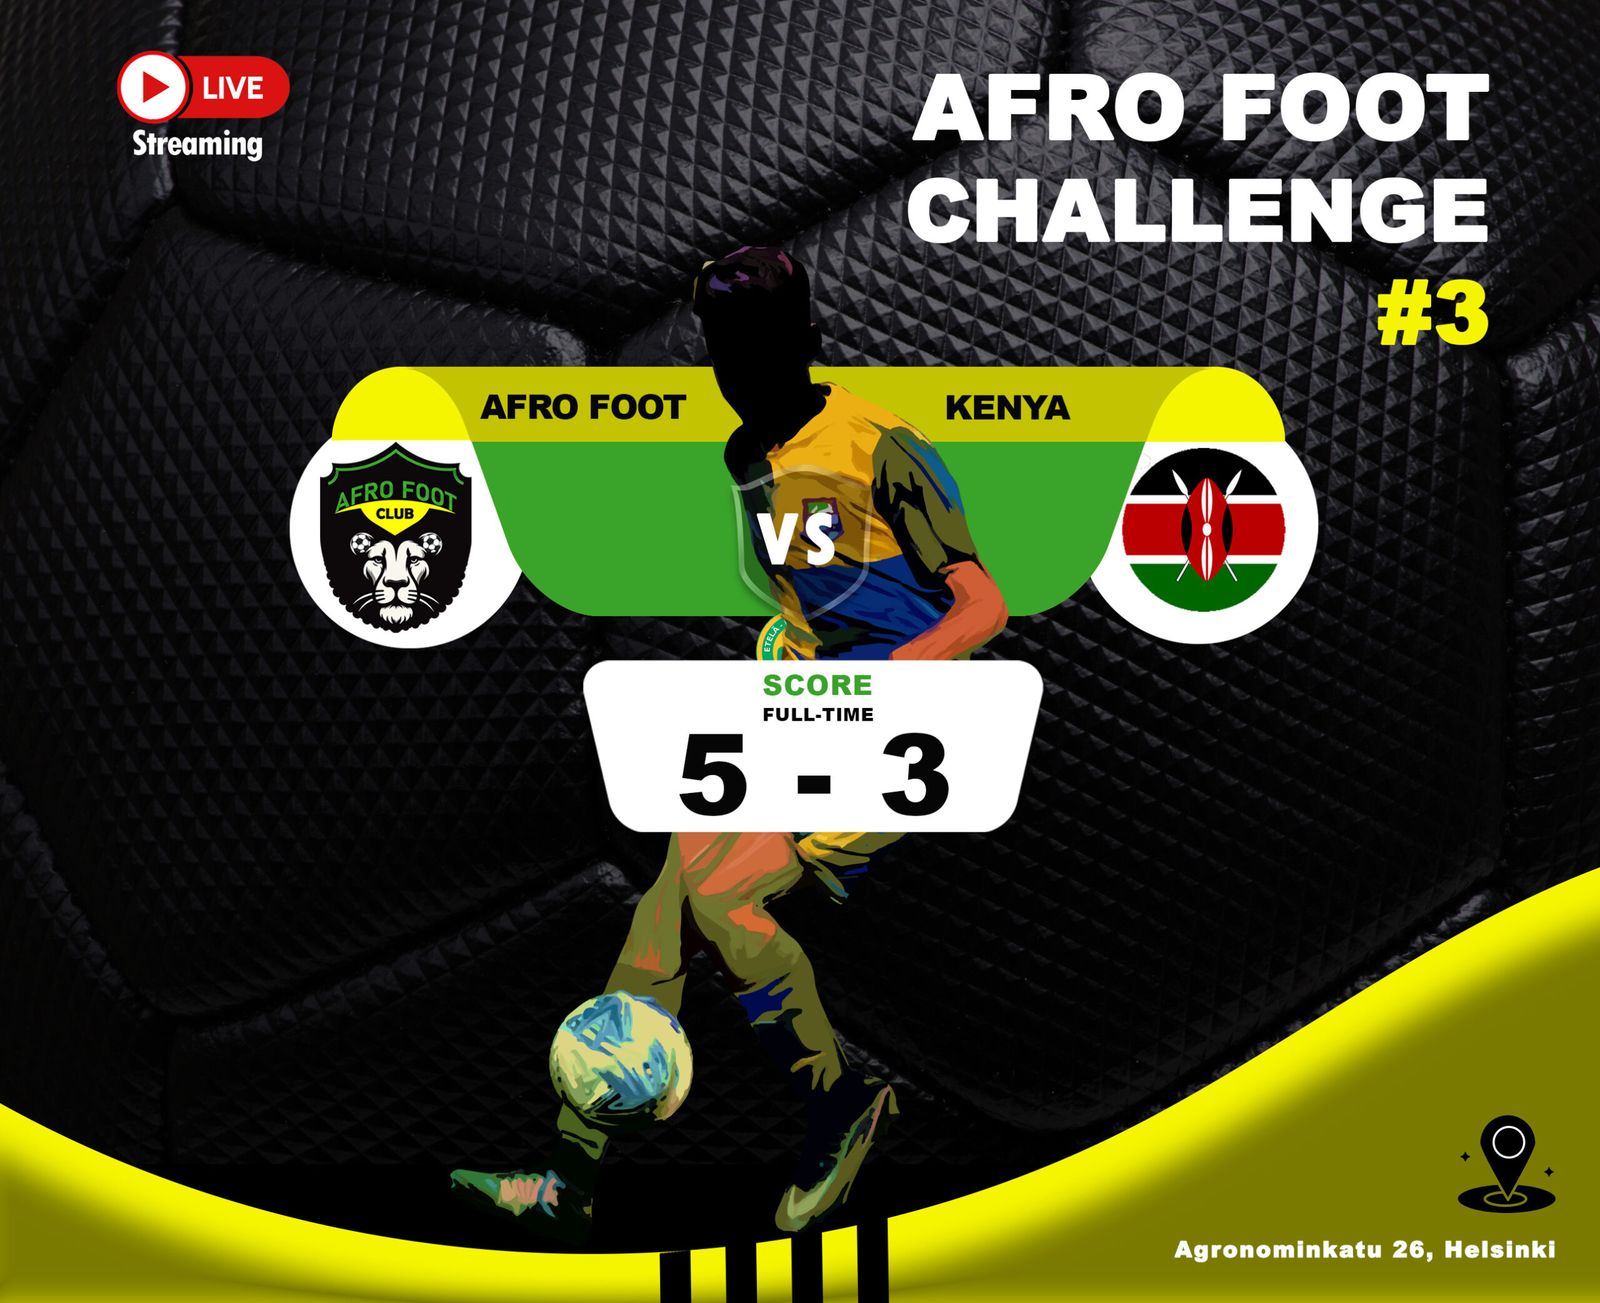 LIVE
Streaming
AFRO FOOT
CHALLENGE
#3
AFRO FOOT
KENYA
AFRO FOOT
CLUB
VS
ETELÄ -
SCORE
FULL-TIME
5 - 3
Agronominkatu 26, Helsinki